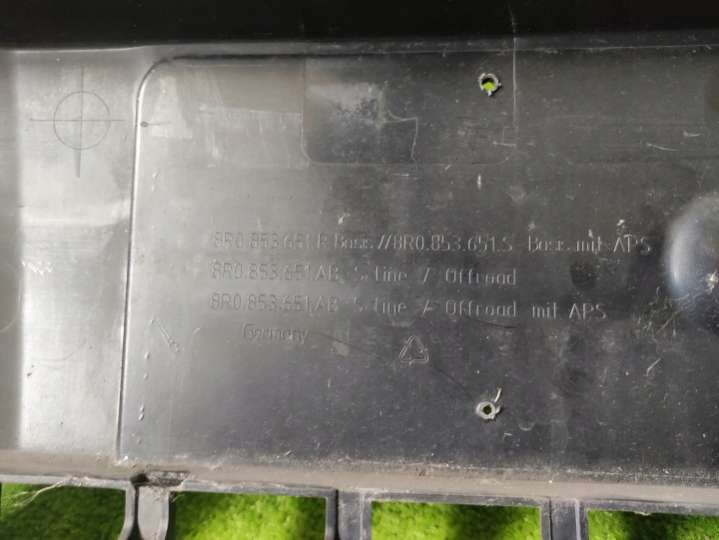 8R0.853.651.R Basis//8R0.853.651.S Basis mit APS
8R0.853.651.AB S-Line / Offroad
8R0.853.651.AB S-Line / Offroad mit APS
Germany